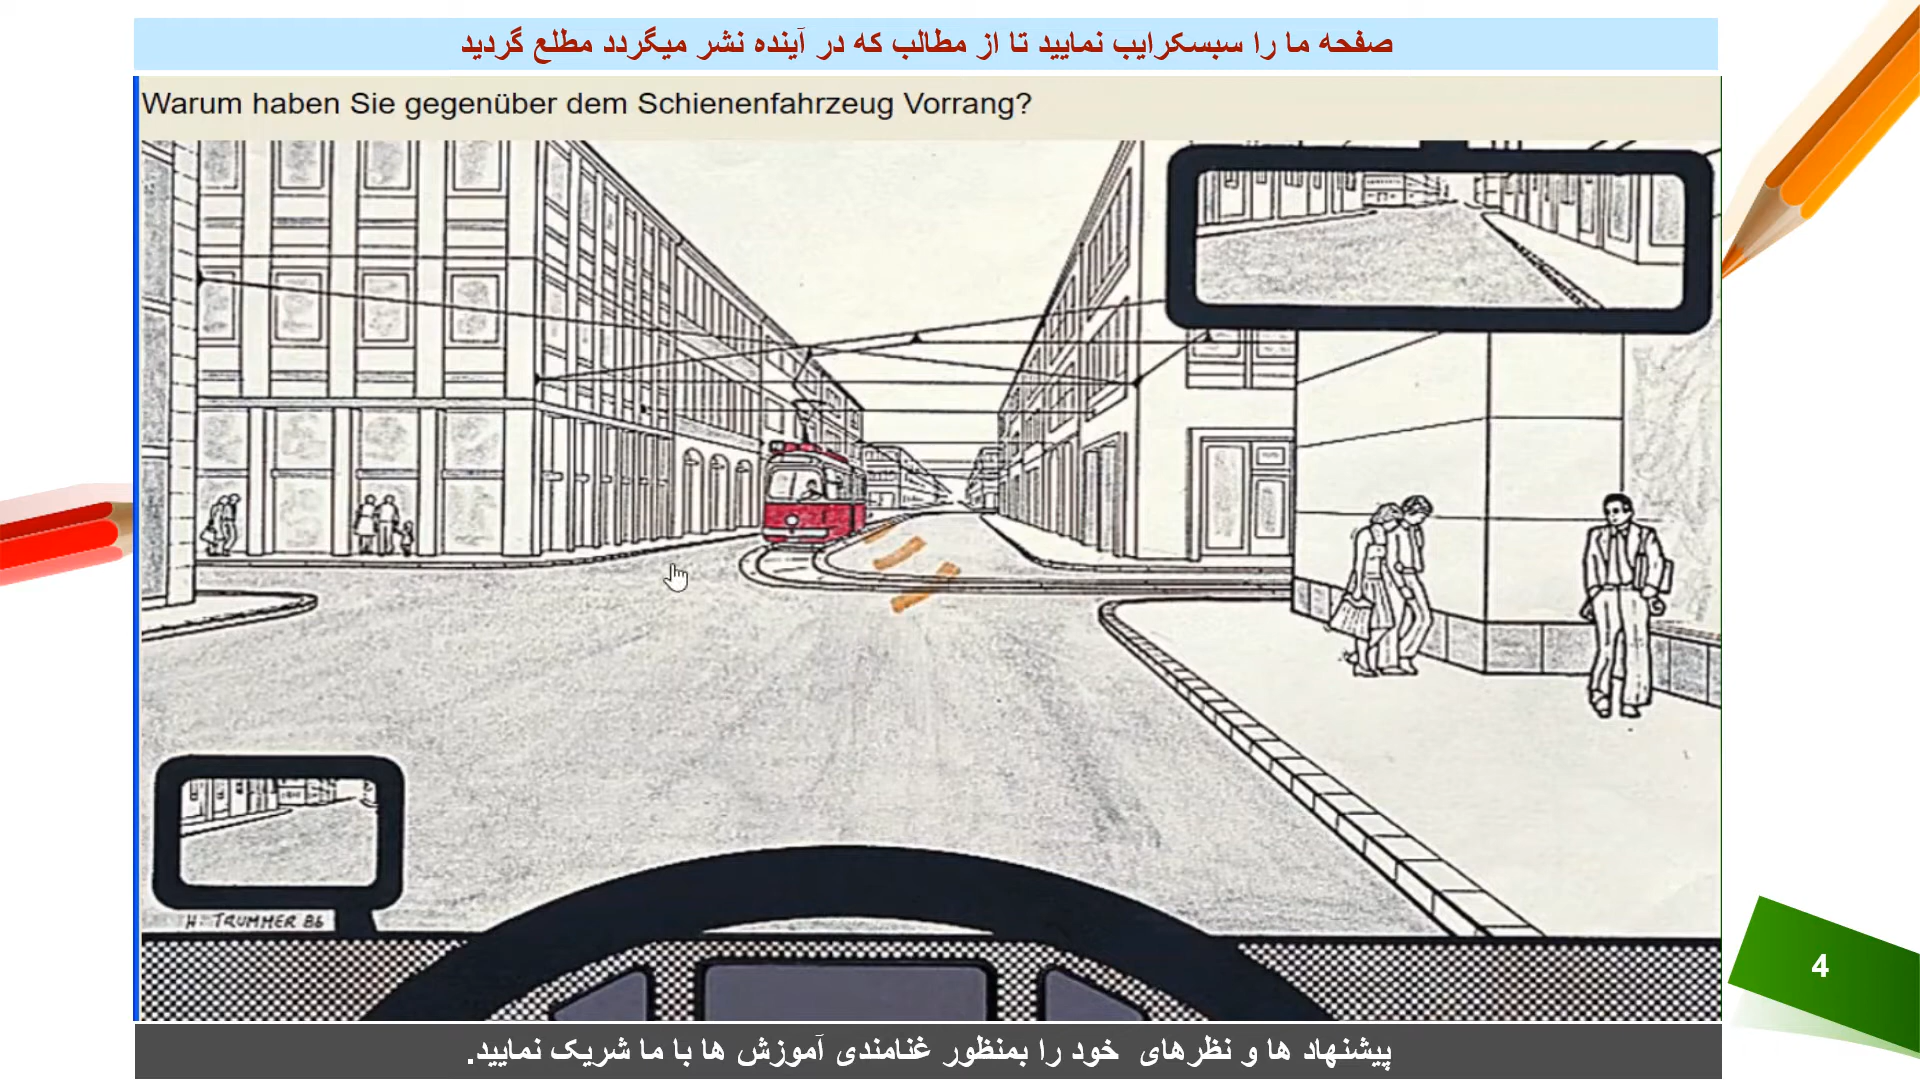 صفحه ما را سبسکرایب نمایید تا از مطالب که در آینده نشر میگردد مطلع گردید
Warum haben Sie gegenüber dem Schienenfahrzeug Vorrang?
H. TRUMMER 86
4
پیشنهاد ها و نظرهای خود را بمنظور غنامندی آموزش ها با ما شریک نمایید.